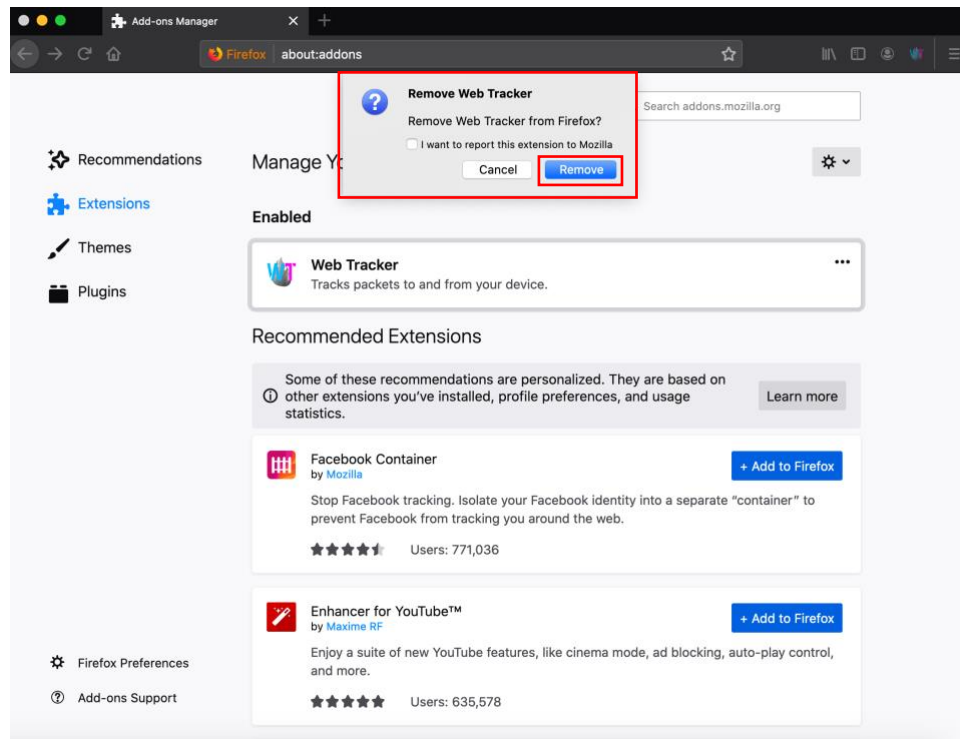 Add-ons Manager
Firefox about:addons
Remove Web Tracker
Remove Web Tracker from Firefox?
I want to report this extension to Mozilla
Cancel Remove
Search addons.mozilla.org
Recommendations
Extensions
Themes
Plugins
Firefox Preferences
Add-ons Support
Manage Yo
Enabled
WT Web Tracker
Tracks packets to and from your device.
Recommended Extensions
Some of these recommendations are personalized. They are based on
other extensions you've installed, profile preferences, and usage
statistics.
Learn more
Facebook Container
by Mozilla
+ Add to Firefox
Stop Facebook tracking. Isolate your Facebook identity into a separate “container” to
prevent Facebook from tracking you around the web.
Users: 771,036
Enhancer for YouTube™
by Maxime RF
+ Add to Firefox
Enjoy a suite of new YouTube features, like cinema mode, ad blocking, auto-play control,
and more.
Users: 635,578